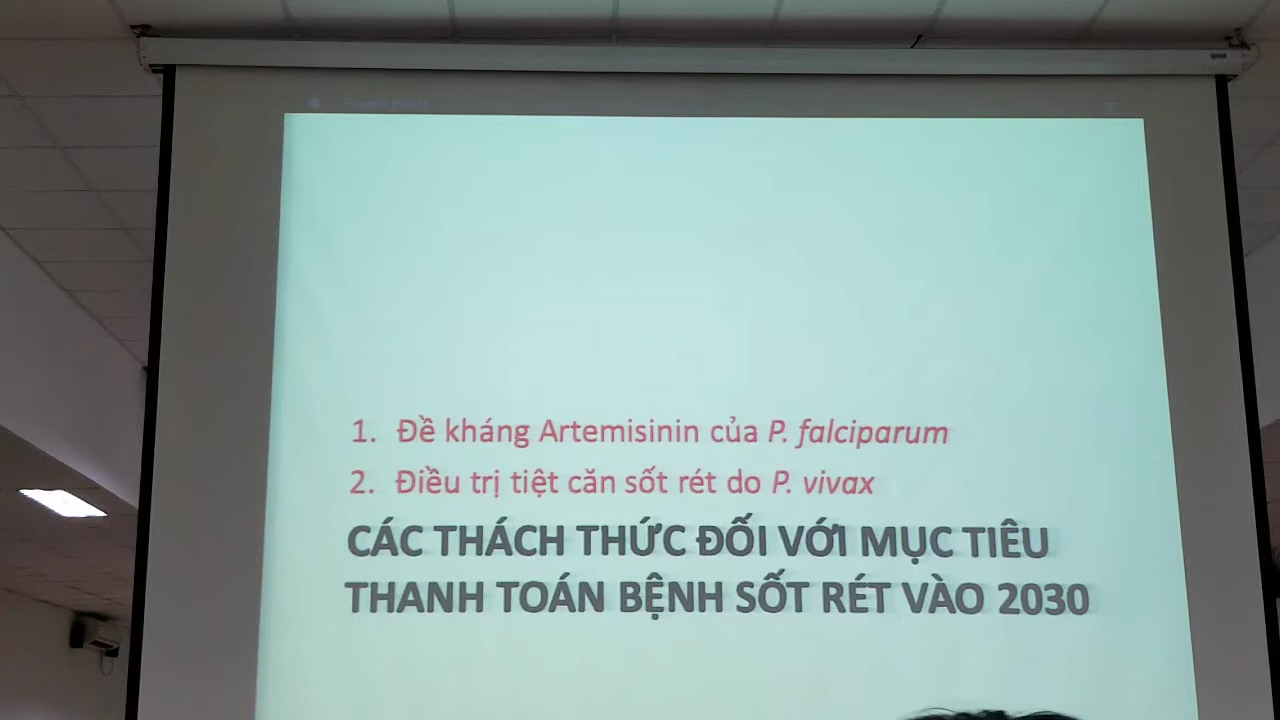 1. Đề kháng Artemisinin của P. falciparum
2. Điều trị tiệt căn sốt rét do P. vivax
CÁC THÁCH THỨC ĐỐI VỚI MỤC TIÊU
THANH TOÁN BỆNH SỐT RÉT VÀO 2030